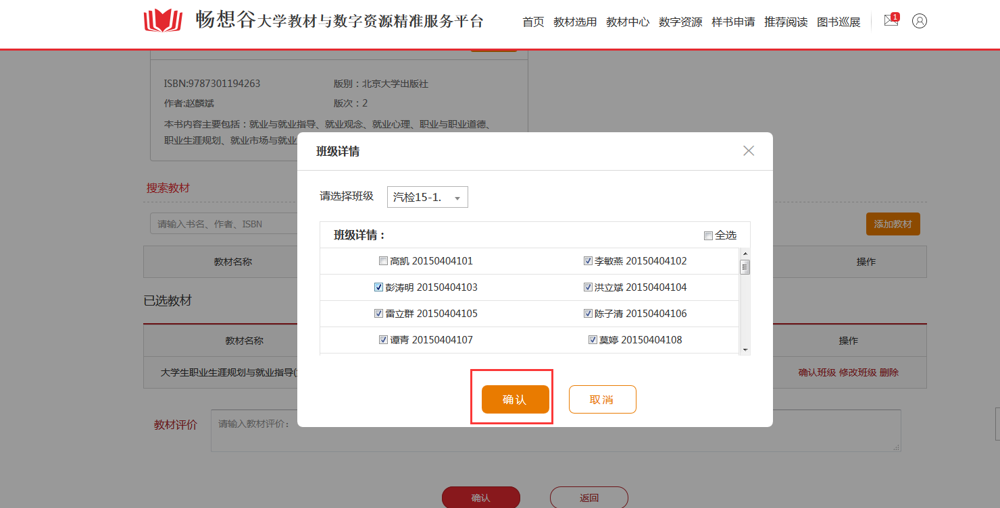 畅想谷大学教材与数字资源精准服务平台
首页 教材选用 教材中心 数字资源 样书申请 推荐阅读 图书巡展 1
ISBN:9787301194263 版别：北京大学出版社
作者:赵麟斌 版次：2
本书内容主要包括：就业与就业指导、就业观念、就业心理、职业与职业道德、
职业生涯规划、就业市场与就业
班级详情
搜索教材
请选择班级 汽检15-1.
请输入书名、作者、ISBN 添加教材
班级详情： 全选
教材名称 操作
高凯 20150404101 李敏燕 20150404102
彭涛明 20150404103 洪立斌 20150404104
已选教材
雷立群 20150404105 陈子清 20150404106
教材名称 操作
谭青 20150404107 莫婷 20150404108
大学生职业生涯规划与就业指导( 确认班级 修改班级 删除
确认 取消
教材评价 请输入教材评价：
确认 返回